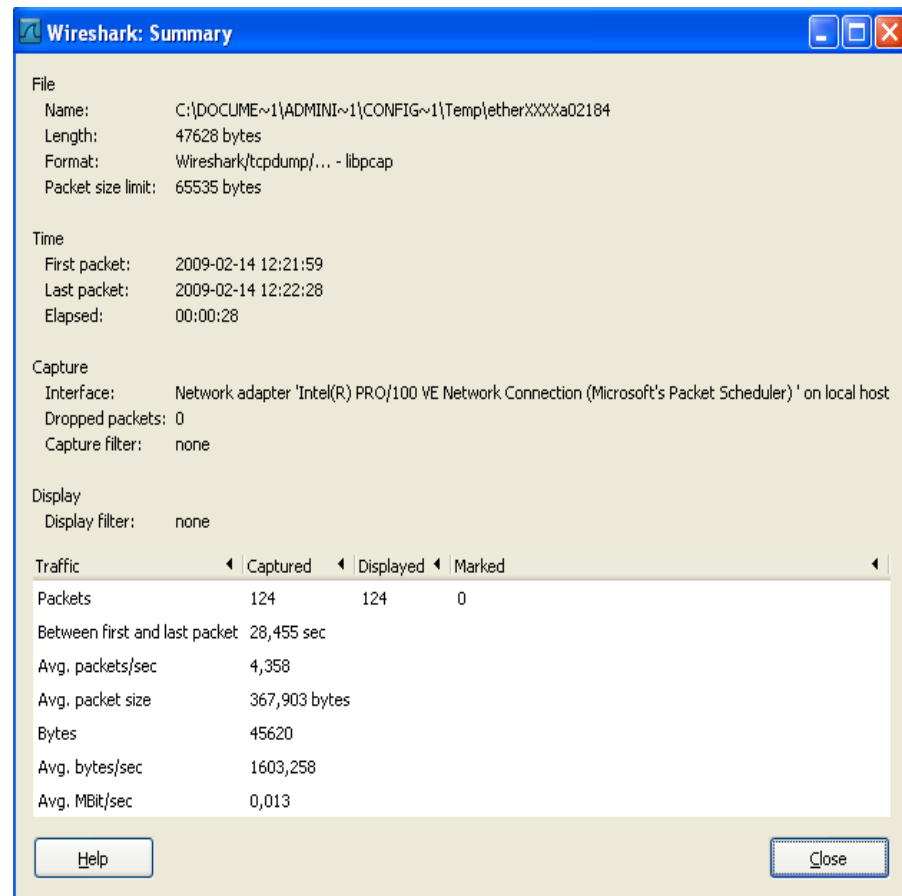 Wireshark: Summary
File
Name: C:\DOCUME~1\ADMINI~1\CONFIG~1\Temp\etherXXXXa02184
Length: 47628 bytes
Format: Wireshark/tcpdump/... - libpcap
Packet size limit: 65535 bytes
Time
First packet: 2009-02-14 12:21:59
Last packet: 2009-02-14 12:22:28
Elapsed: 00:00:28
Capture
Interface: Network adapter 'Intel(R) PRO/100 VE Network Connection (Microsoft's Packet Scheduler) ' on local host
Dropped packets: 0
Capture filter: none
Display
Display filter: none
Traffic Captured Displayed Marked
Packets 124 124 0
Between first and last packet 28,455 sec
Avg. packets/sec 4,358
Avg. packet size 367,903 bytes
Bytes 45620
Avg. bytes/sec 1603,258
Avg. MBit/sec 0,013
Help Close